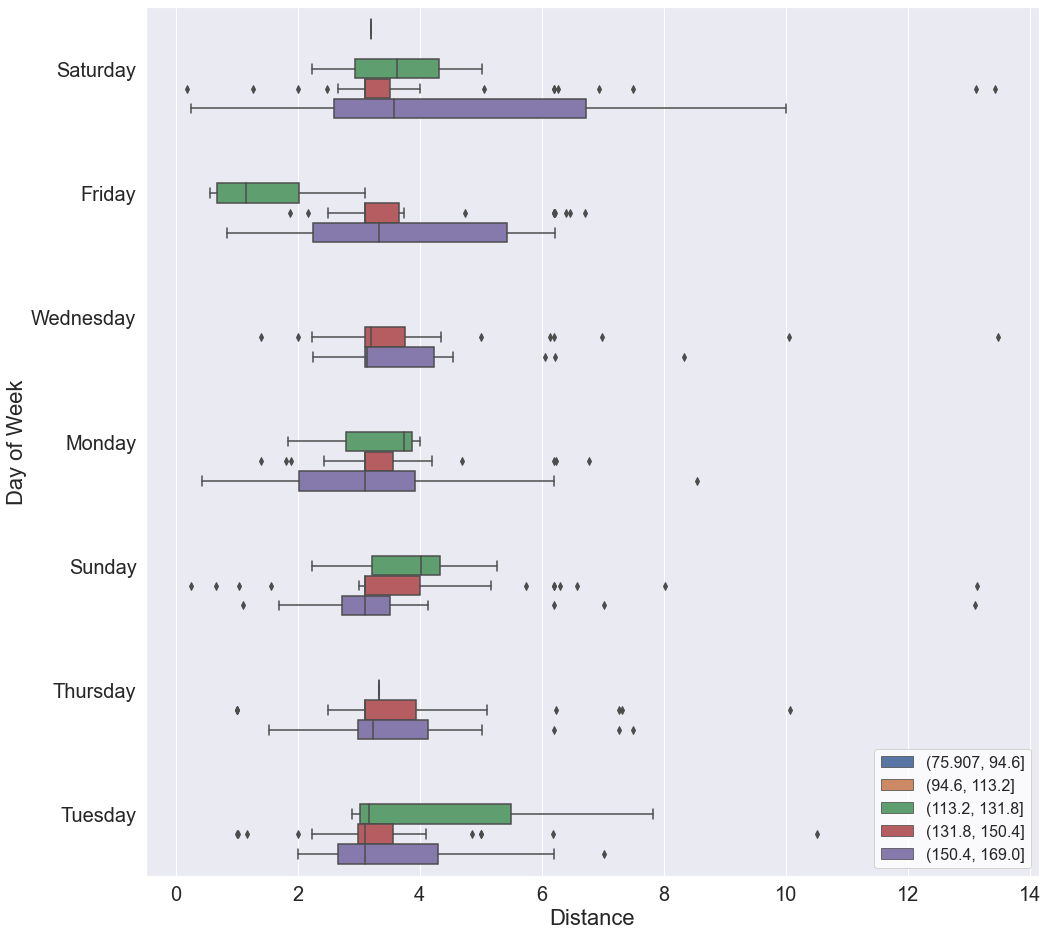 Saturday
Friday
Wednesday
Monday
Sunday
Thursday
Tuesday
Day of Week
0 2 4 6 8 10 12 14
Distance
(75.907, 94.6]
(94.6, 113.2]
(113.2, 131.8]
(131.8, 150.4]
(150.4, 169.0]